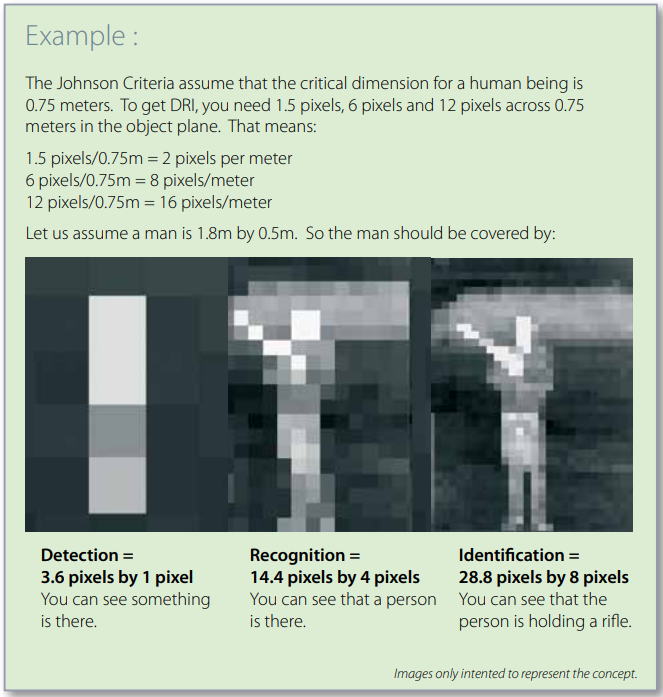 Example :
The Johnson Criteria assume that the critical dimension for a human being is
0.75 meters. To get DRI, you need 1.5 pixels, 6 pixels and 12 pixels across 0.75
meters in the object plane. That means:
1.5 pixels/0.75m = 2 pixels per meter
6 pixels/0.75m = 8 pixels/meter
12 pixels/0.75m = 16 pixels/meter
Let us assume a man is 1.8m by 0.5m. So the man should be covered by:
Detection =
3.6 pixels by 1 pixel
You can see something
is there.
Recognition =
14.4 pixels by 4 pixels
You can see that a person
is there.
Identification =
28.8 pixels by 8 pixels
You can see that the
person is holding a rifle.
Images only intented to represent the concept.